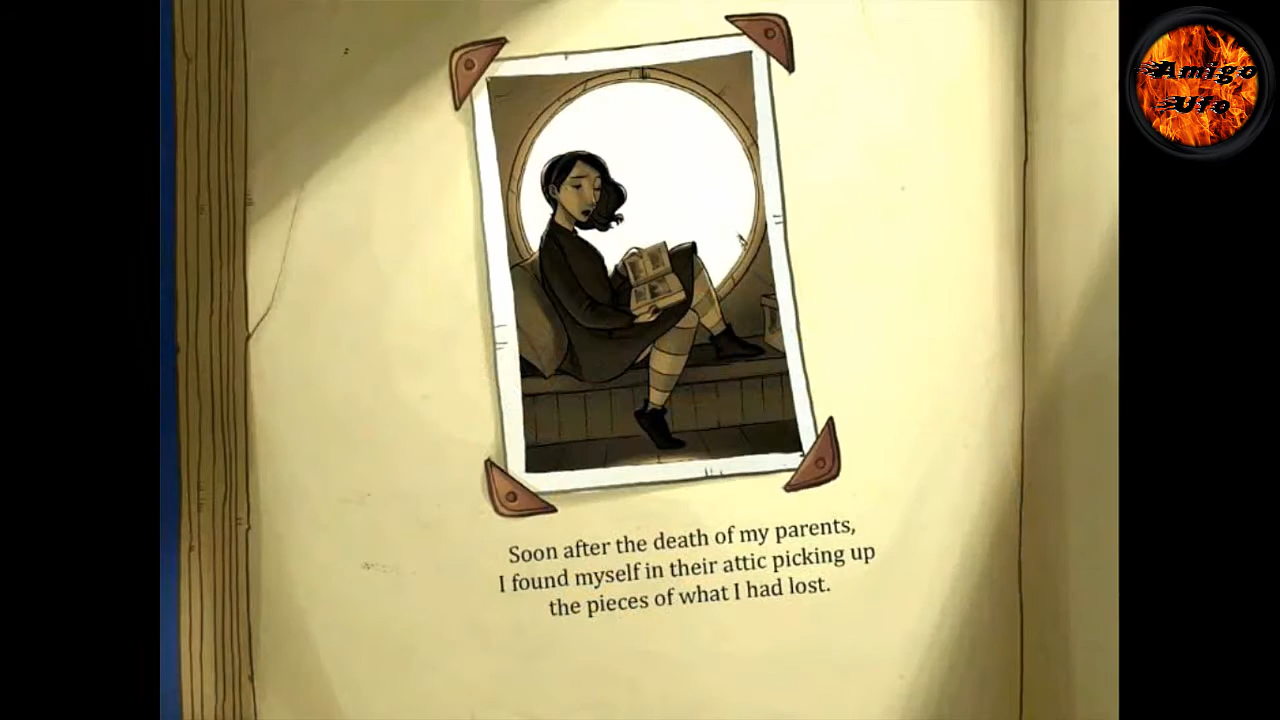 Amigo
Ufo
Soon after the death of my parents,
I found myself in their attic picking up
the pieces of what I had lost.